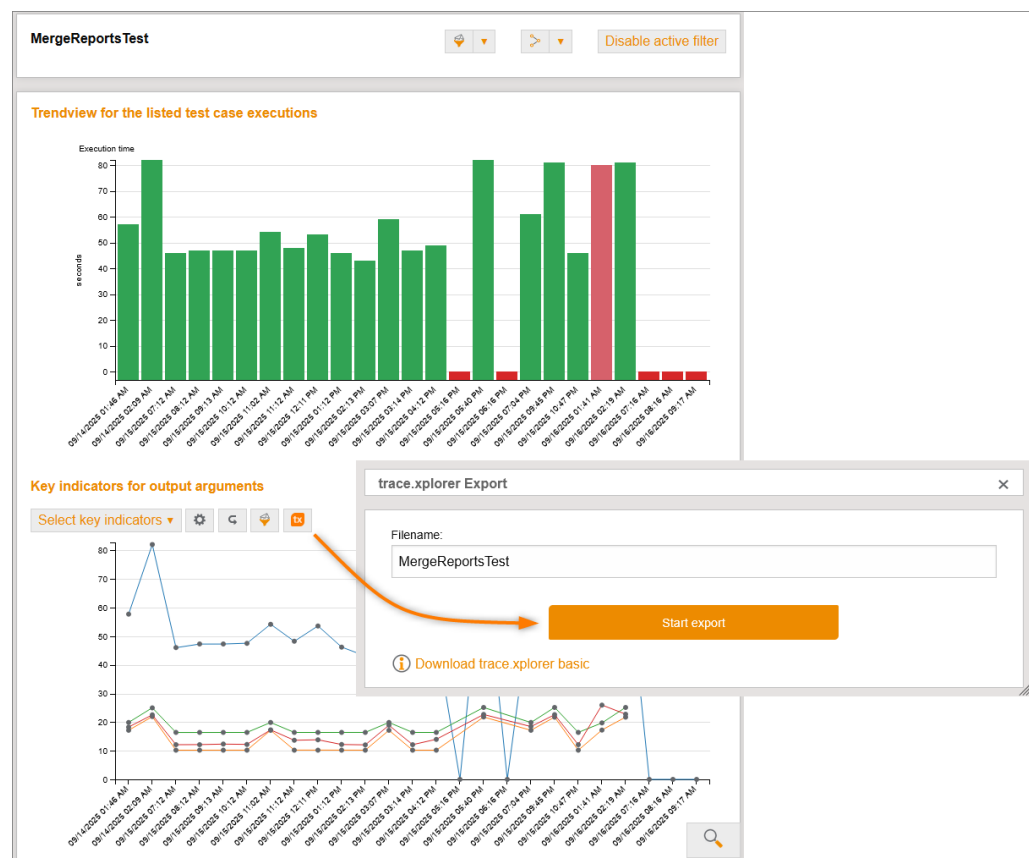 MergeReportsTest
Disable active filter
Trendview for the listed test case executions
Execution time
80
70
60
50
40
30
20
10
0
seconds
09/14/2025 01:46 AM
09/14/2025 02:09 AM
09/15/2025 07:12 AM
09/15/2025 08:12 AM
09/15/2025 09:13 AM
09/15/2025 10:12 AM
09/15/2025 11:02 AM
09/15/2025 11:12 AM
09/15/2025 12:11 PM
09/15/2025 01:12 PM
09/15/2025 02:13 PM
09/15/2025 03:07 PM
09/15/2025 03:14 PM
09/15/2025 04:12 PM
09/15/2025 05:16 PM
09/15/2025 05:40 PM
09/15/2025 06:16 PM
09/15/2025 07:04 PM
09/15/2025 09:45 PM
09/15/2025 10:47 PM
09/16/2025 01:41 AM
09/16/2025 02:19 AM
09/16/2025 07:16 AM
09/16/2025 08:16 AM
09/16/2025 09:17 AM
Key indicators for output arguments
Select key indicators
tx
trace.xplorer Export
Filename:
MergeReportsTest
Start export
Download trace.xplorer basic
80
70
60
50
40
30
20
10
0
09/14/2025 01:46 AM
09/14/2025 02:09 AM
09/15/2025 07:12 AM
09/15/2025 08:12 AM
09/15/2025 09:13 AM
09/15/2025 10:12 AM
09/15/2025 11:02 AM
09/15/2025 11:12 AM
09/15/2025 12:11 PM
09/15/2025 01:12 PM
09/15/2025 02:13 PM
09/15/2025 03:07 PM
09/15/2025 03:14 PM
09/15/2025 04:12 PM
09/15/2025 05:16 PM
09/15/2025 05:40 PM
09/15/2025 06:16 PM
09/15/2025 07:04 PM
09/15/2025 09:45 PM
09/15/2025 10:47 PM
09/16/2025 01:41 AM
09/16/2025 02:19 AM
09/16/2025 07:16 AM
09/16/2025 08:16 AM
09/16/2025 09:17 AM